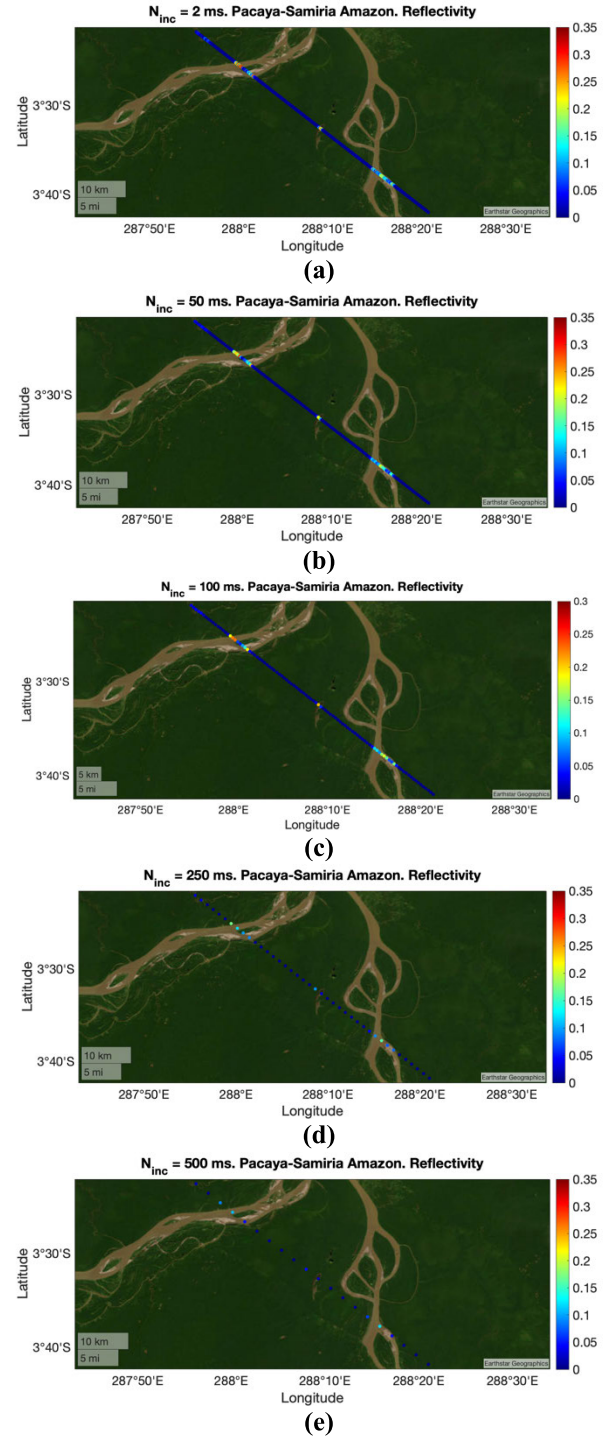 N_inc = 2 ms. Pacaya-Samiria Amazon. Reflectivity
0.35
0.3
0.25
0.2
0.15
0.1
0.05
0
Latitude
3°30'S
3°40'S
10 km
5 mi
Earthstar Geographics
287°50'E 288°E 288°10'E 288°20'E 288°30'E
Longitude
(a)
N_inc = 50 ms. Pacaya-Samiria Amazon. Reflectivity
0.35
0.3
0.25
0.2
0.15
0.1
0.05
0
Latitude
3°30'S
3°40'S
10 km
5 mi
Earthstar Geographics
287°50'E 288°E 288°10'E 288°20'E 288°30'E
Longitude
(b)
N_inc = 100 ms. Pacaya-Samiria Amazon. Reflectivity
0.3
0.25
0.2
0.15
0.1
0.05
0
Latitude
3°30'S
3°40'S
5 km
5 mi
Earthstar Geographics
287°50'E 288°E 288°10'E 288°20'E 288°30'E
Longitude
(c)
N_inc = 250 ms. Pacaya-Samiria Amazon. Reflectivity
0.35
0.3
0.25
0.2
0.15
0.1
0.05
0
Latitude
3°30'S
3°40'S
10 km
5 mi
Earthstar Geographics
287°50'E 288°E 288°10'E 288°20'E 288°30'E
Longitude
(d)
N_inc = 500 ms. Pacaya-Samiria Amazon. Reflectivity
0.35
0.3
0.25
0.2
0.15
0.1
0.05
0
Latitude
3°30'S
3°40'S
10 km
5 mi
Earthstar Geographics
287°50'E 288°E 288°10'E 288°20'E 288°30'E
Longitude
(e)